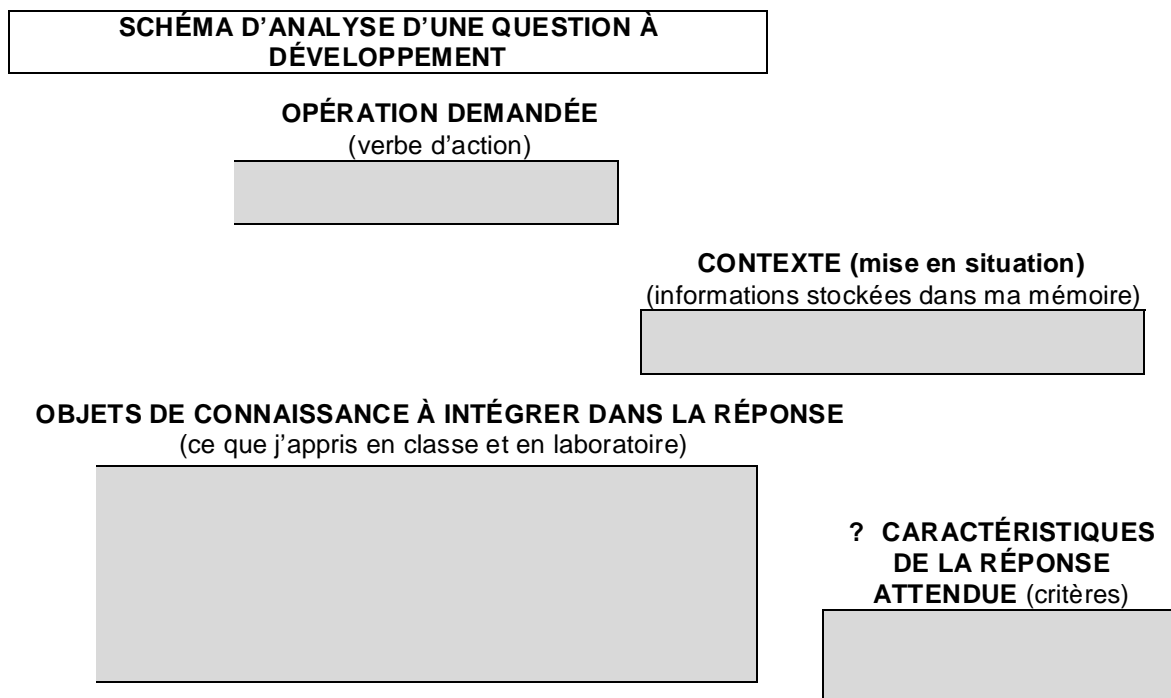 SCHÉMA D’ANALYSE D’UNE QUESTION À
DÉVELOPPEMENT
OPÉRATION DEMANDÉE
(verbe d’action)
CONTEXTE (mise en situation)
(informations stockées dans ma mémoire)
OBJETS DE CONNAISSANCE À INTÉGRER DANS LA RÉPONSE
(ce que j’appris en classe et en laboratoire)
? CARACTÉRISTIQUES
DE LA RÉPONSE
ATTENDUE (critères)